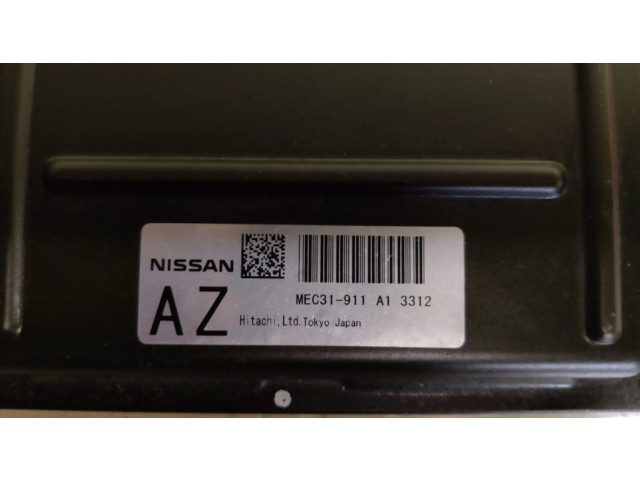 NISSAN
AZ
MEC31-911 A1 3312
Hitachi,Ltd.Tokyo Japan